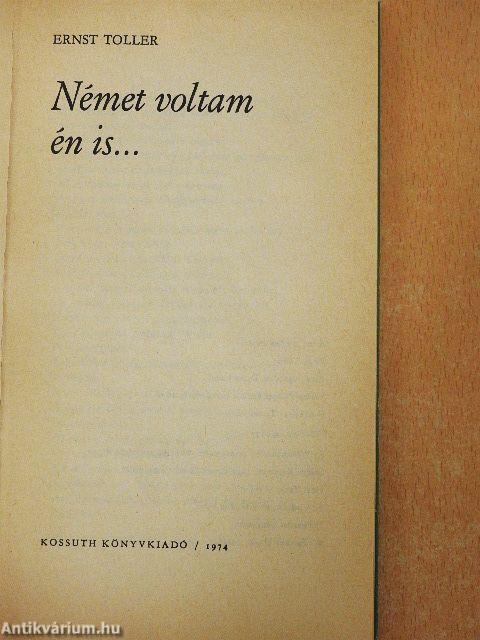 ERNST TOLLER
Német voltam
én is...
KOSSUTH KÖNYVKIADÓ / 1974
Antikvárium.hu